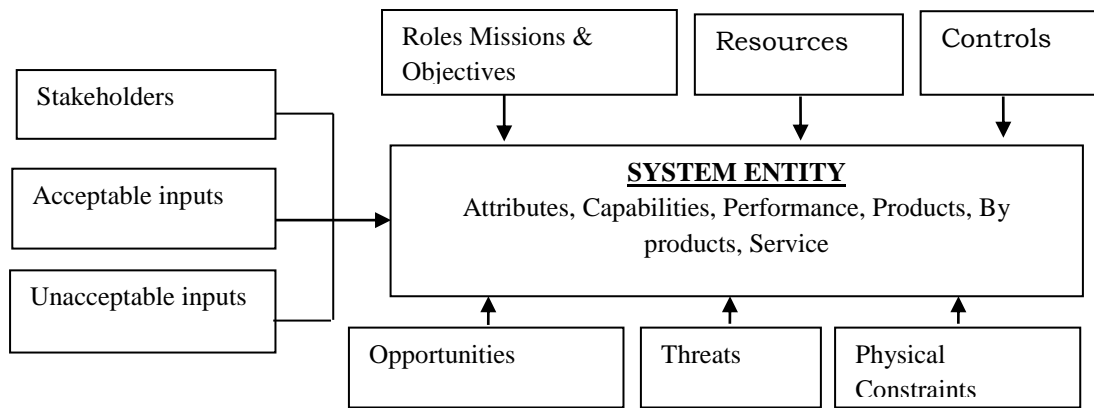 Roles Missions &
Objectives
Resources
Controls
Stakeholders
Acceptable inputs
Unacceptable inputs
SYSTEM ENTITY
Attributes, Capabilities, Performance, Products, By
products, Service
Opportunities
Threats
Physical
Constraints